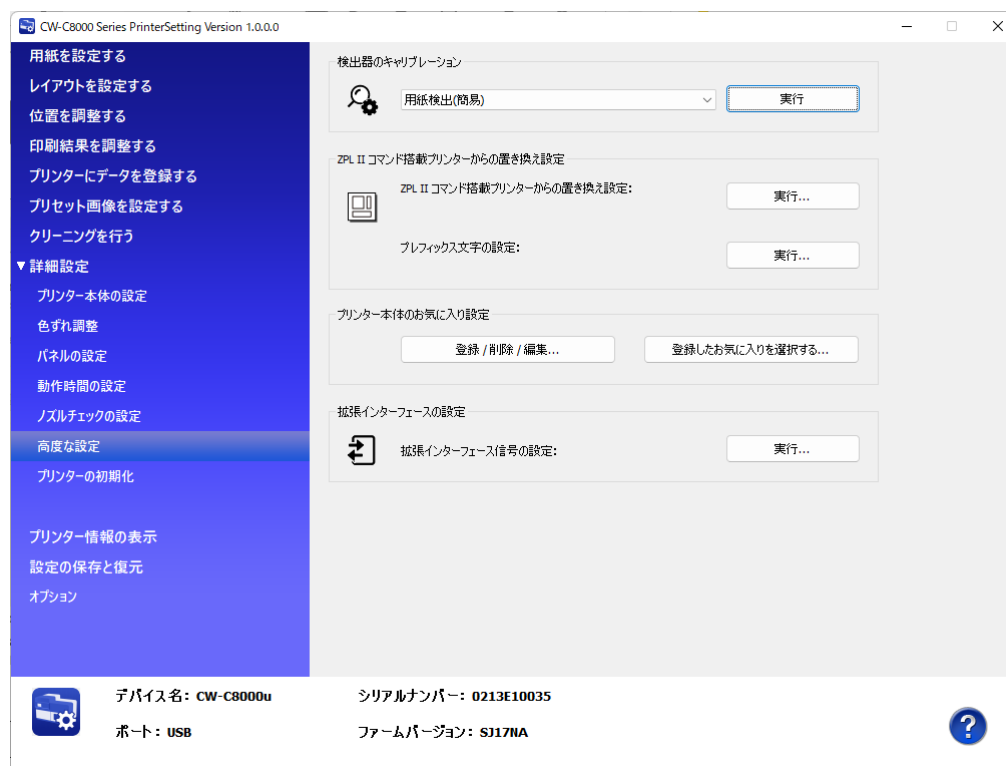 CW-C8000 Series PrinterSetting Version 1.0.0.0
用紙を設定する
レイアウトを設定する
位置を調整する
印刷結果を調整する
プリンターにデータを登録する
プリセット画像を設定する
クリーニングを行う
▼詳細設定
プリンター本体の設定
色ずれ調整
パネルの設定
動作時間の設定
ノズルチェックの設定
高度な設定
プリンターの初期化
プリンター情報の表示
設定の保存と復元
オプション
検出器のキャリブレーション
用紙検出(簡易)
実行
ZPL II コマンド搭載プリンターからの置き換え設定
ZPL II コマンド搭載プリンターからの置き換え設定:
実行...
プレフィックス文字の設定:
実行...
プリンター本体のお気に入り設定
登録 / 削除 / 編集...
登録したお気に入りを選択する...
拡張インターフェースの設定
拡張インターフェース信号の設定:
実行...
デバイス名: CW-C8000u
シリアルナンバー: 0213E10035
ポート: USB
ファームバージョン: SJ17NA
?